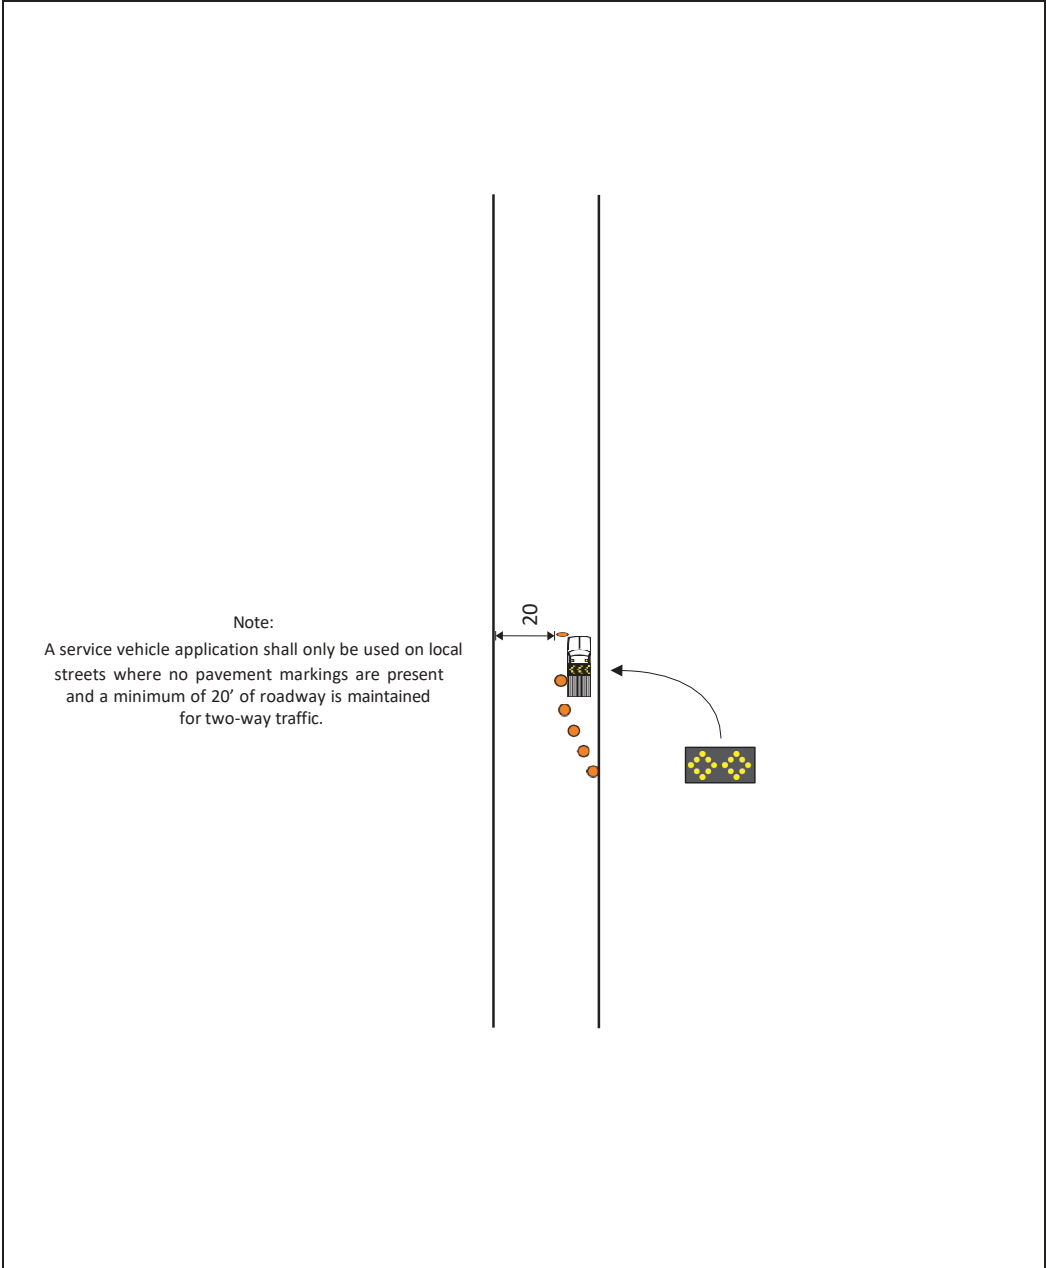 Note:
A service vehicle application shall only be used on local
streets where no pavement markings are present
and a minimum of 20’ of roadway is maintained
for two-way traffic.
20